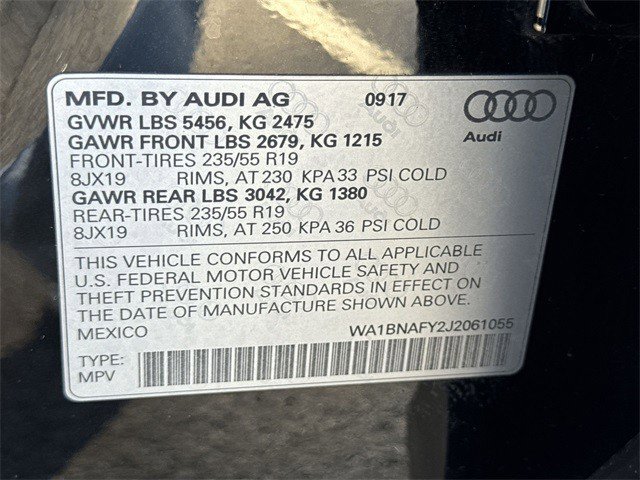 MFD. BY AUDI AG 0917
Audi
GVWR LBS 5456, KG 2475
GAWR FRONT LBS 2679, KG 1215
FRONT-TIRES 235/55 R19
8JX19 RIMS, AT 230 KPA 33 PSI COLD
GAWR REAR LBS 3042, KG 1380
REAR-TIRES 235/55 R19
8JX19 RIMS, AT 250 KPA 36 PSI COLD
THIS VEHICLE CONFORMS TO ALL APPLICABLE
U.S. FEDERAL MOTOR VEHICLE SAFETY AND
THEFT PREVENTION STANDARDS IN EFFECT ON
THE DATE OF MANUFACTURE SHOWN ABOVE.
MEXICO WA1BNAFY2J2061055
TYPE:
MPV